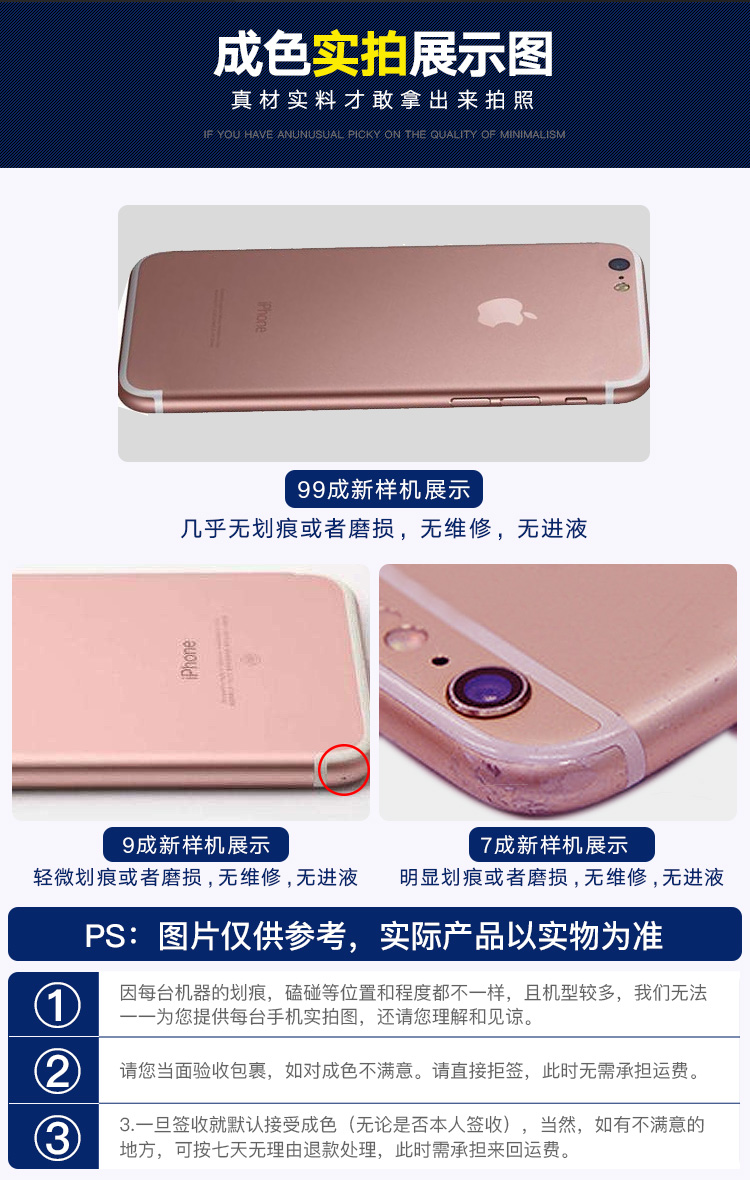 成色实拍展示图
真材实料才敢拿出来拍照
IF YOU HAVE ANUNUSUAL PICKY ON THE QUALITY OF MINIMALISM
iPhone
99成新样机展示
几乎无划痕或者磨损，无维修，无进液
iPhone
9成新样机展示
轻微划痕或者磨损,无维修,无进液
7成新样机展示
明显划痕或者磨损,无维修,无进液
PS：图片仅供参考，实际产品以实物为准
①
因每台机器的划痕，磕碰等位置和程度都不一样，且机型较多，我们无法
一一为您提供每台手机实拍图，还请您理解和见谅。
②
请您当面验收包裹，如对成色不满意。请直接拒签，此时无需承担运费。
③
3.一旦签收就默认接受成色（无论是否本人签收），当然，如有不满意的
地方，可按七天无理由退款处理，此时需承担来回运费。